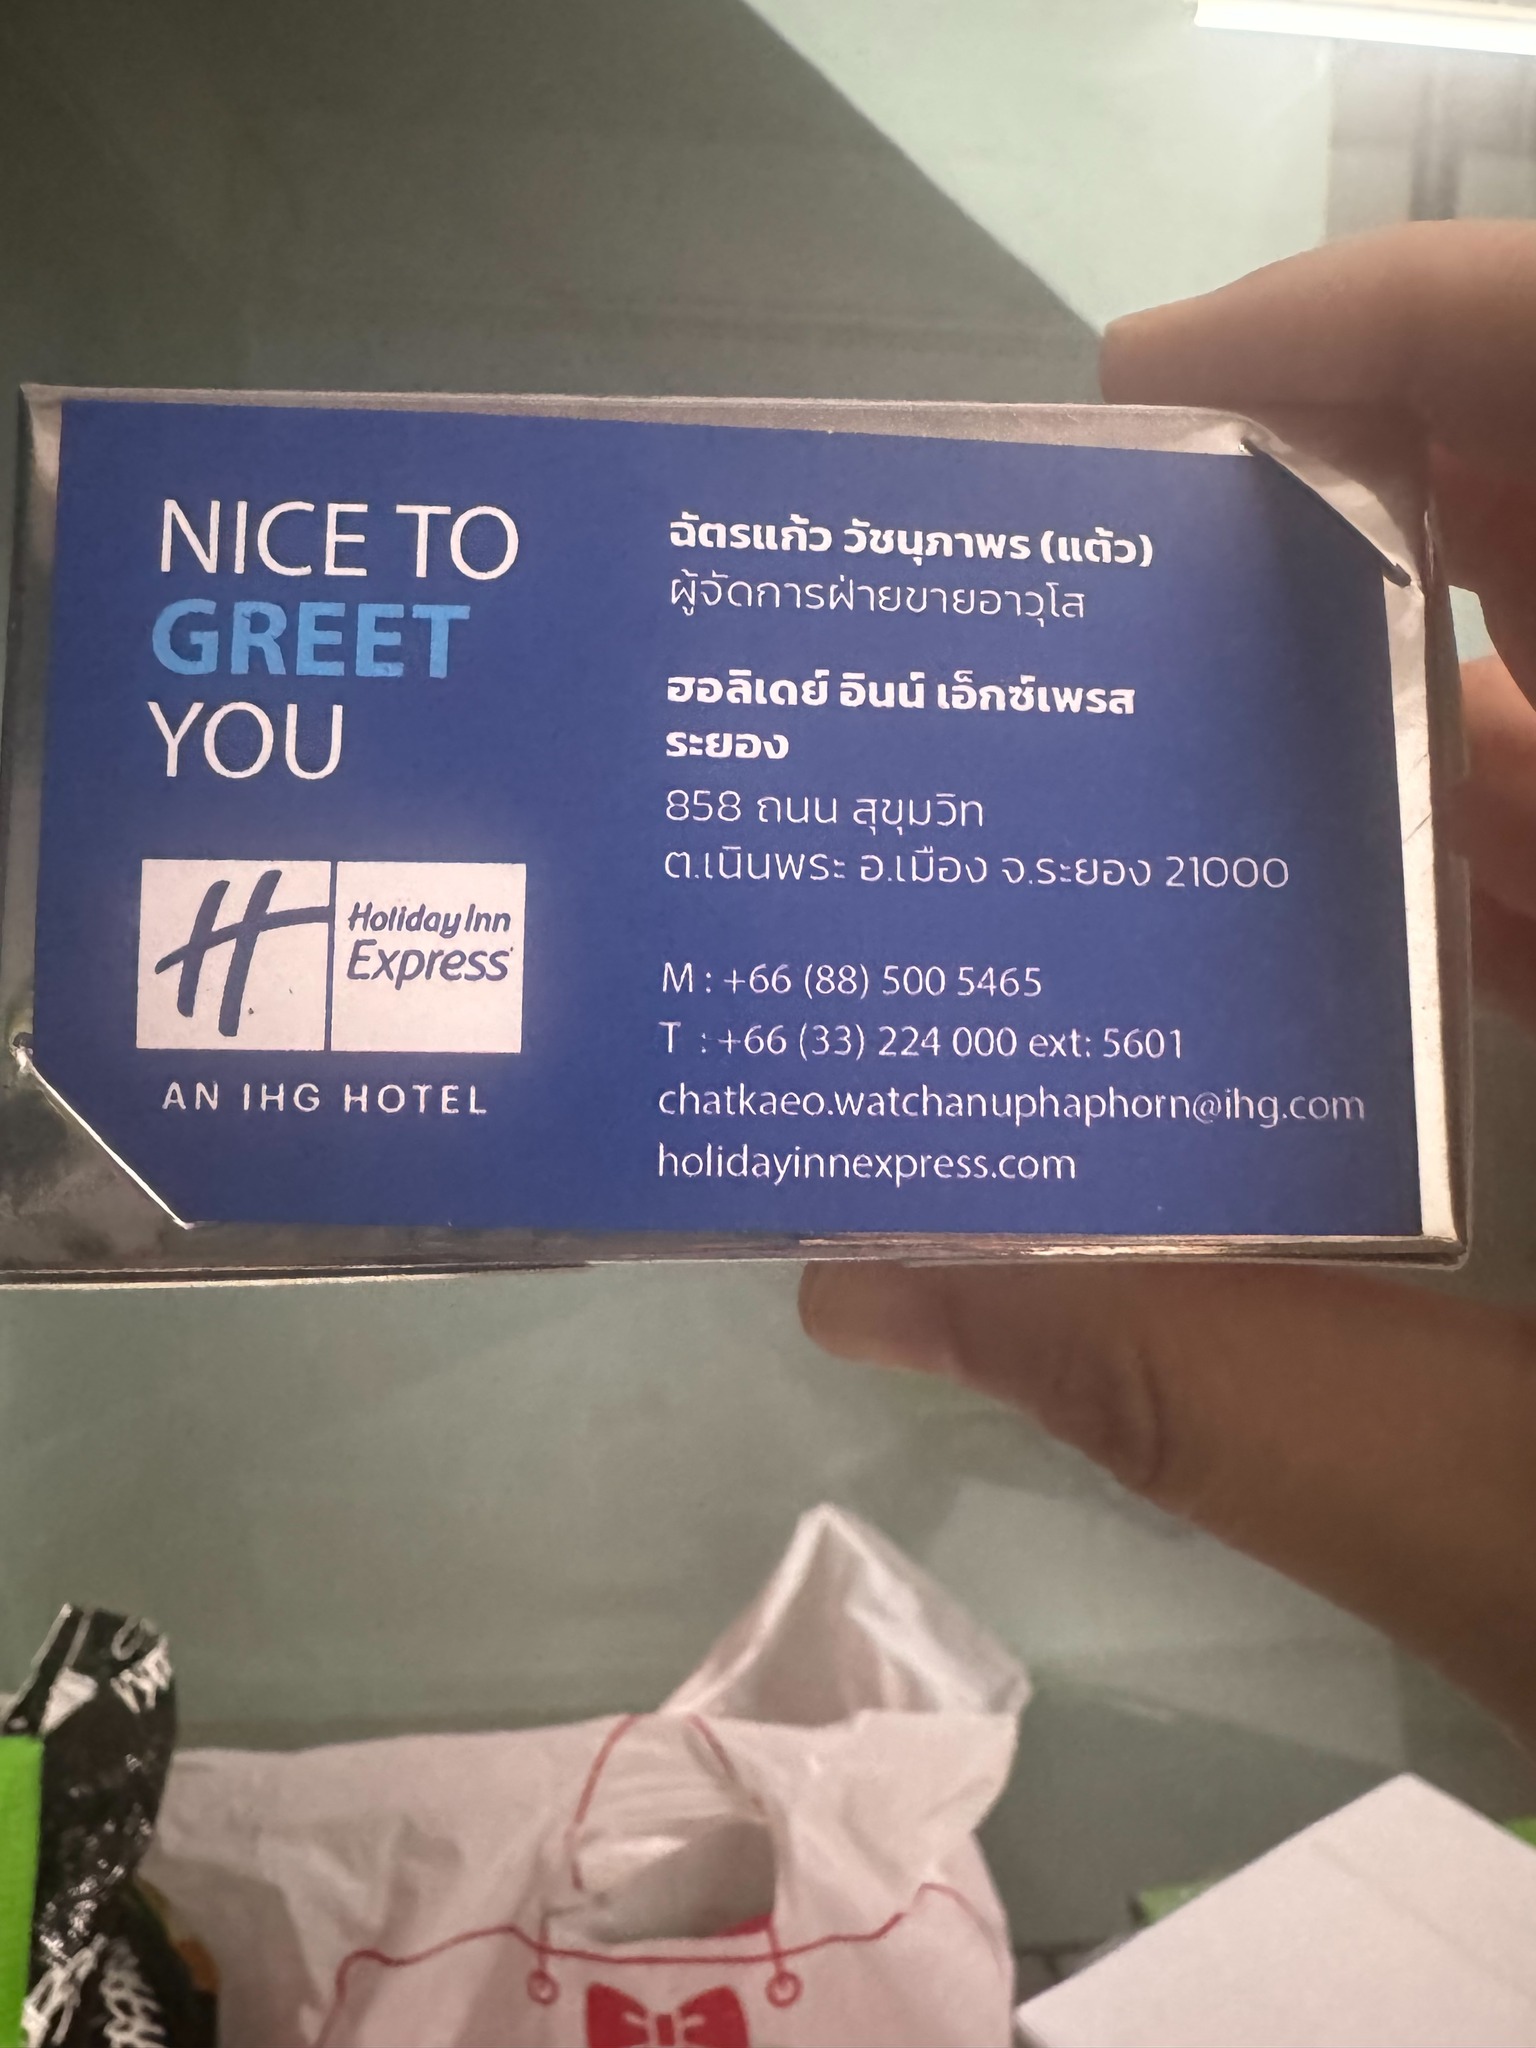 NICE TO
GREET
YOU
Holiday Inn
Express
AN IHG HOTEL
ฉัตรแก้ว วัชนุภาพร (แต้ว)
ผู้จัดการฝ่ายขายอาวุโส
ฮอลิเดย์ อินน์ เอ็กซ์เพรส
ระยอง
858 ถนน สุขุมวิท
ต.เนินพระ อ.เมือง จ.ระยอง 21000
M : +66 (88) 500 5465
T : +66 (33) 224 000 ext: 5601
chatkaeo.watchanuphaphorn@ihg.com
holidayinnexpress.com